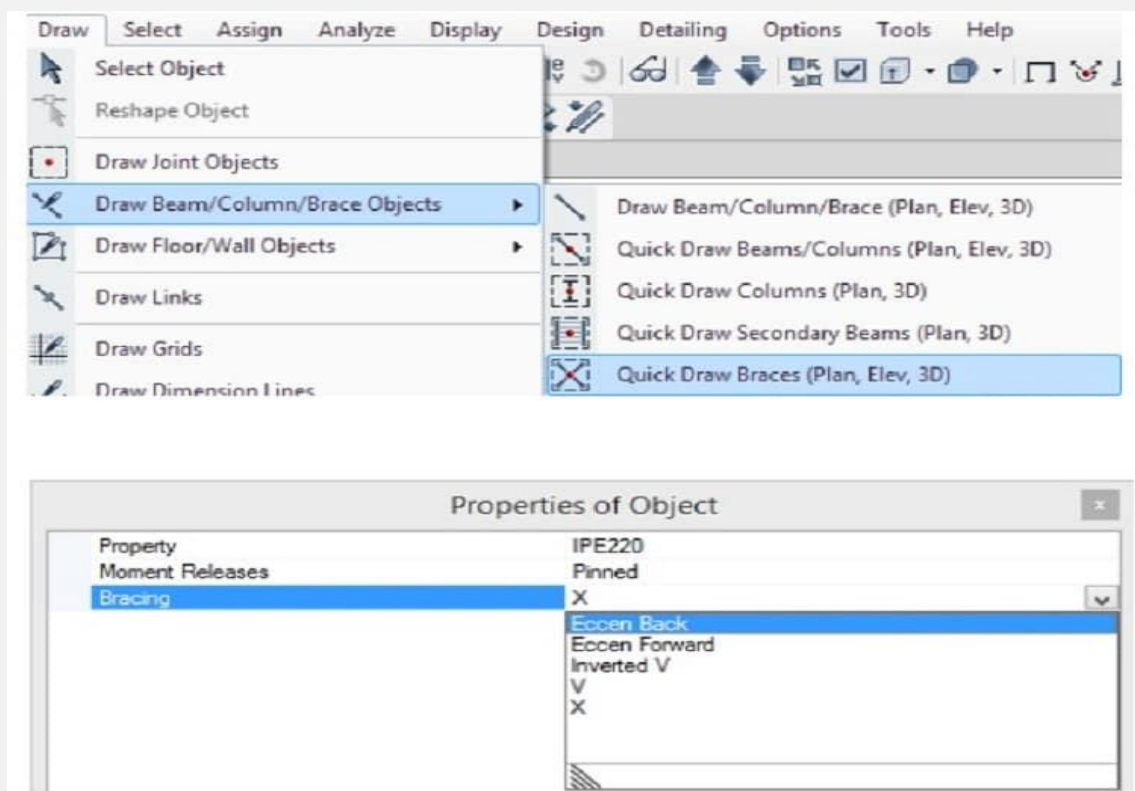 Draw Select Assign Analyze Display Design Detailing Options Tools Help
Select Object
Reshape Object
Draw Joint Objects
Draw Beam/Column/Brace Objects
Draw Floor/Wall Objects
Draw Links
Draw Grids
Draw Dimension Lines
Draw Beam/Column/Brace (Plan, Elev, 3D)
Quick Draw Beams/Columns (Plan, Elev, 3D)
Quick Draw Columns (Plan, 3D)
Quick Draw Secondary Beams (Plan, 3D)
Quick Draw Braces (Plan, Elev, 3D)
Properties of Object
Property IPE220
Moment Releases Pinned
Bracing X
Eccen Back
Eccen Forward
Inverted V
V
X